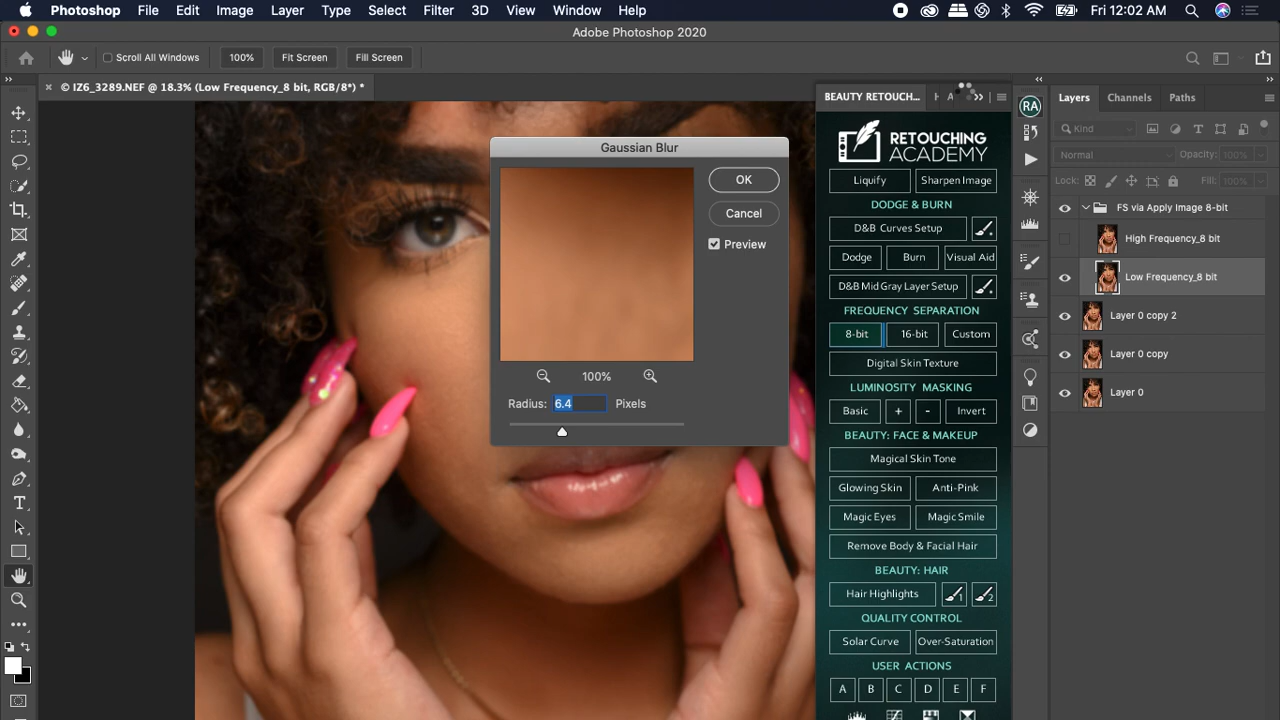 Photoshop File Edit Image Layer Type Select Filter 3D View Window Help Fri 12:02 AM
Adobe Photoshop 2020
Scroll All Windows 100% Fit Screen Fill Screen
© IZ6_3289.NEF @ 18.3% (Low Frequency_8 bit, RGB/8*) *
Gaussian Blur
OK
Cancel
Preview
100%
Radius: 6.4 Pixels
BEAUTY RETOUCH...
RETOUCHING
ACADEMY
Liquify Sharpen Image
DODGE & BURN
D&B Curves Setup
Dodge Burn Visual Aid
D&B Mid Gray Layer Setup
FREQUENCY SEPARATION
8-bit 16-bit Custom
Digital Skin Texture
LUMINOSITY MASKING
Basic + - Invert
BEAUTY: FACE & MAKEUP
Magical Skin Tone
Glowing Skin Anti-Pink
Magic Eyes Magic Smile
Remove Body & Facial Hair
BEAUTY: HAIR
Hair Highlights 1 2
QUALITY CONTROL
Solar Curve Over-Saturation
USER ACTIONS
A B C D E F
RA
Layers Channels Paths
Kind
Normal Opacity: 100%
Lock: Fill: 100%
FS via Apply Image 8-bit
High Frequency_8 bit
Low Frequency_8 bit
Layer 0 copy 2
Layer 0 copy
Layer 0